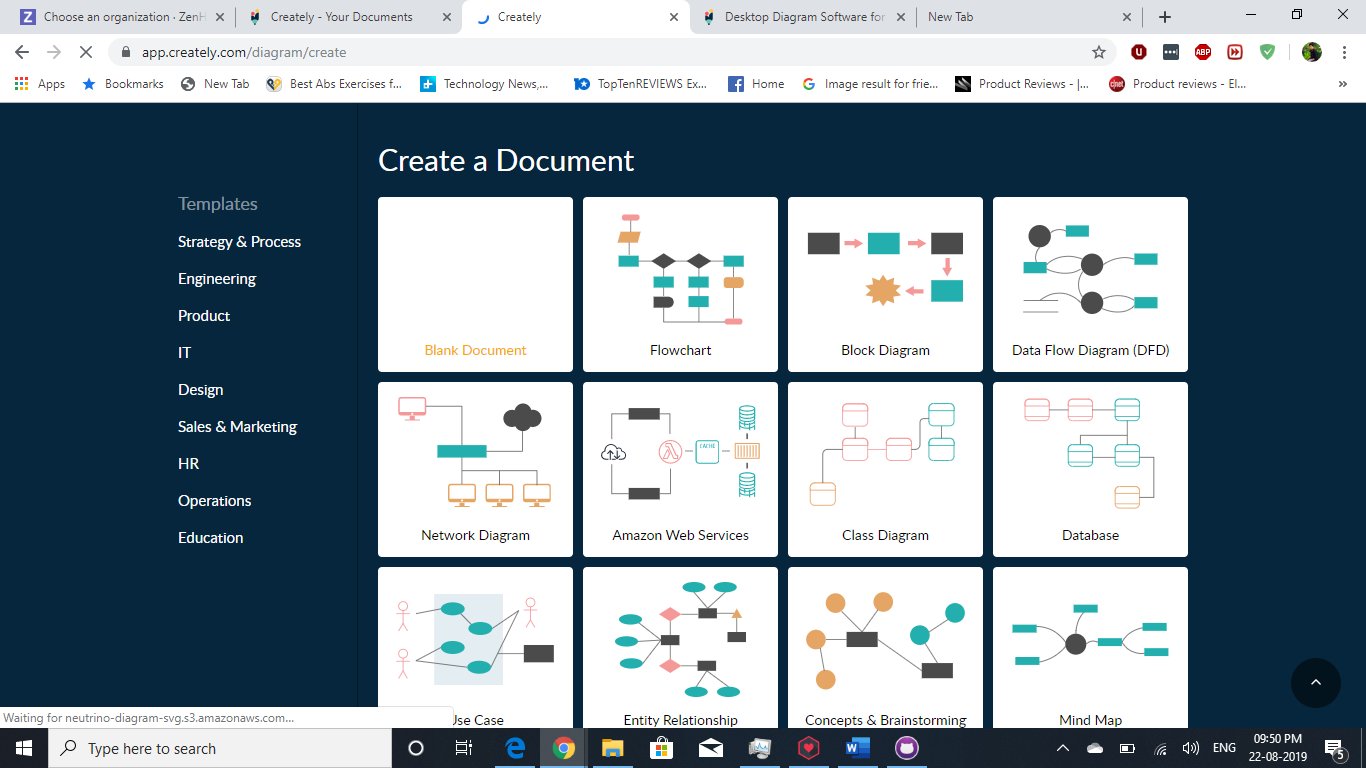 Choose an organization · ZenH
Creately - Your Documents
Creately
Desktop Diagram Software for
New Tab
app.creately.com/diagram/create
ABP
Apps
Bookmarks
New Tab
Best Abs Exercises f...
Technology News,...
TopTenREVIEWS Ex...
Home
Image result for frie...
Product Reviews - |...
Product reviews - El...
Create a Document
Templates
Strategy & Process
Engineering
Product
IT
Design
Sales & Marketing
HR
Operations
Education
Blank Document
Flowchart
Block Diagram
Data Flow Diagram (DFD)
CACHE
Network Diagram
Amazon Web Services
Class Diagram
Database
Use Case
Entity Relationship
Concepts & Brainstorming
Mind Map
Waiting for neutrino-diagram-svg.s3.amazonaws.com...
Type here to search
ENG
09:50 PM
22-08-2019
5